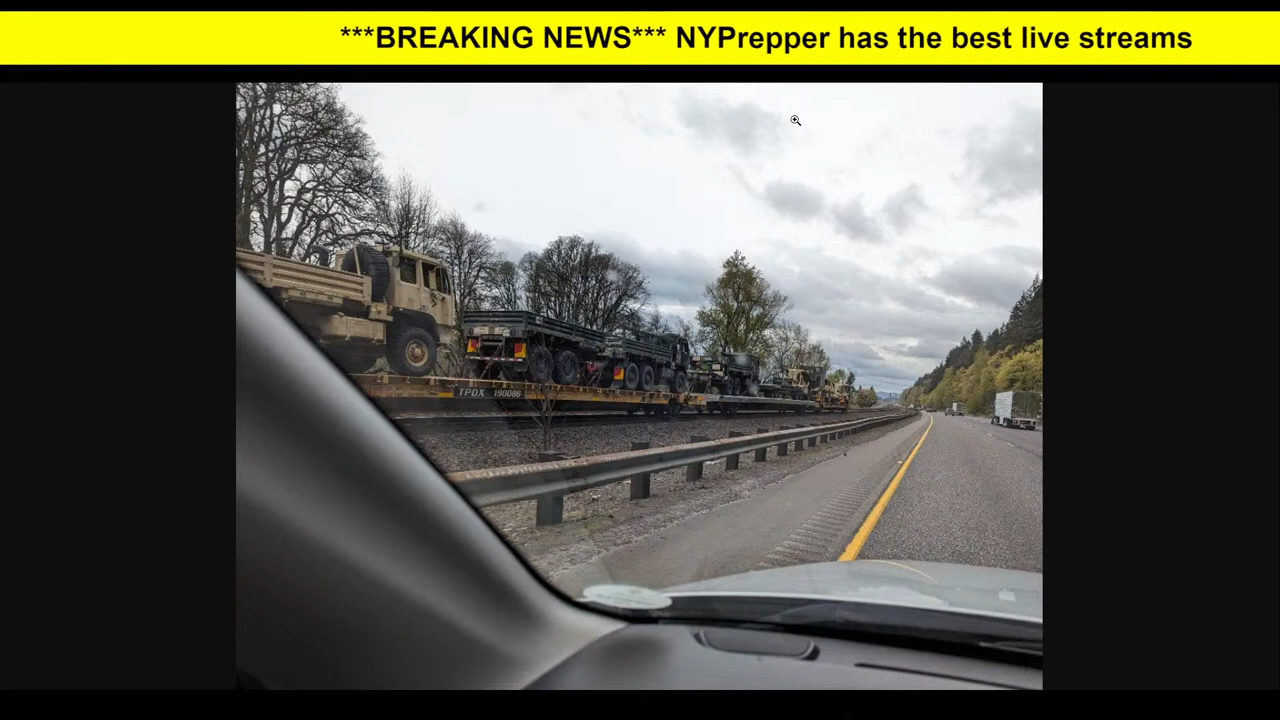 ***BREAKING NEWS*** NYPrepper has the best live streams
TPDX 190086